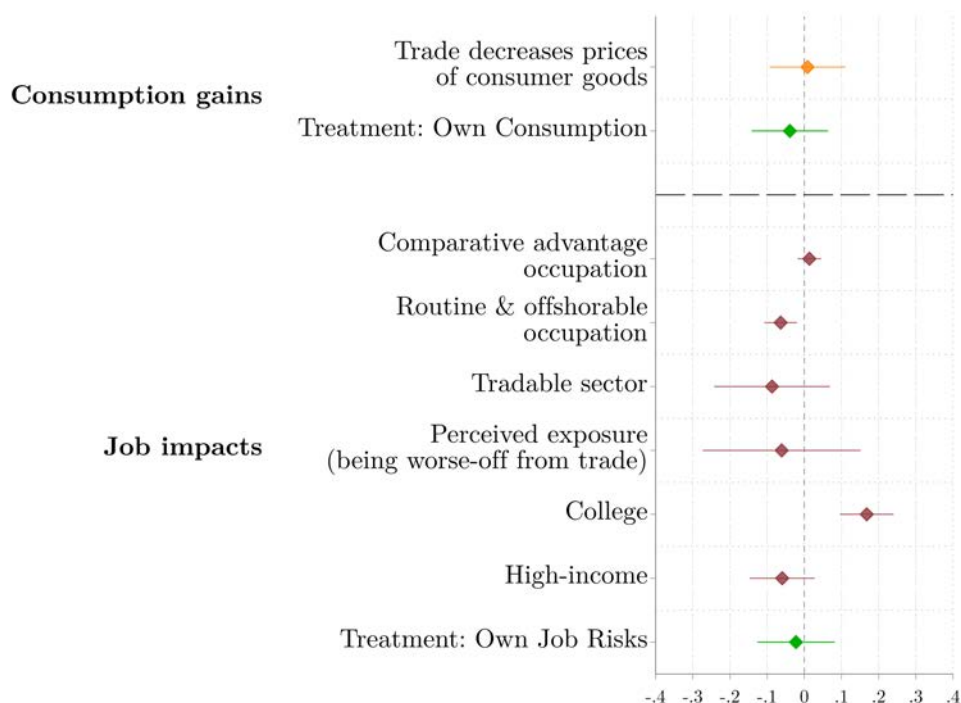 Trade decreases prices
of consumer goods
Consumption gains
Treatment: Own Consumption
Comparative advantage
occupation
Routine & offshorable
occupation
Tradable sector
Perceived exposure
(being worse-off from trade)
Job impacts
College
High-income
Treatment: Own Job Risks
-.4 -.3 -.2 -.1 0 .1 .2 .3 .4